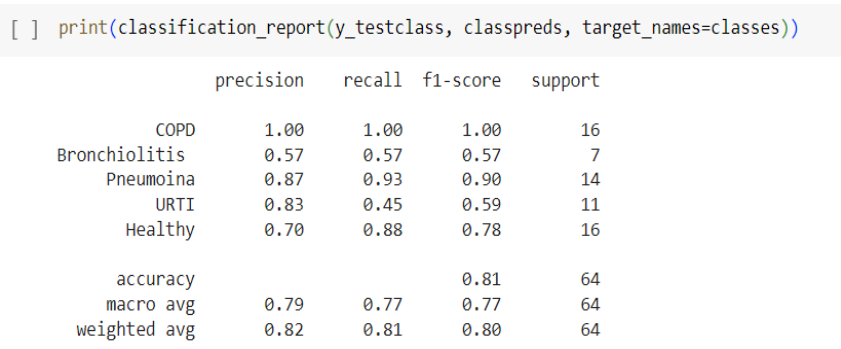 [ ] print(classification_report(y_testclass, classpreds, target_names=classes))
precision recall f1-score support
COPD 1.00 1.00 1.00 16
Bronchiolitis 0.57 0.57 0.57 7
Pneumoina 0.87 0.93 0.90 14
URTI 0.83 0.45 0.59 11
Healthy 0.70 0.88 0.78 16
accuracy 0.81 64
macro avg 0.79 0.77 0.77 64
weighted avg 0.82 0.81 0.80 64